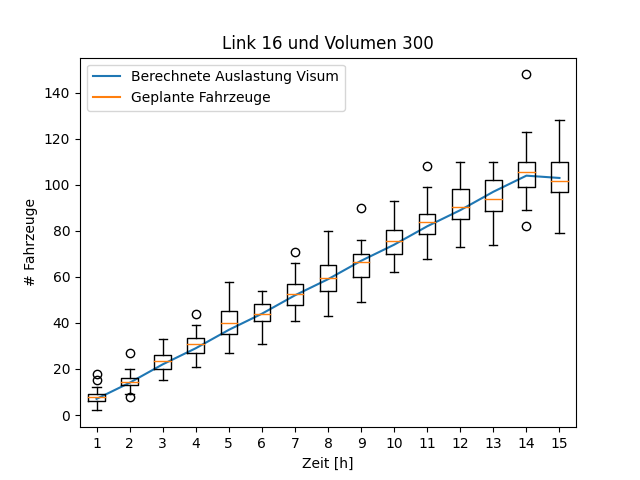 Link 16 und Volumen 300
Berechnete Auslastung Visum
Geplante Fahrzeuge
# Fahrzeuge
140
120
100
80
60
40
20
0
1 2 3 4 5 6 7 8 9 10 11 12 13 14 15
Zeit [h]